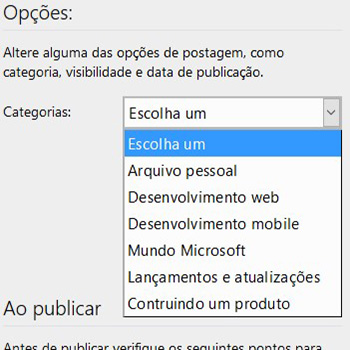 Opções:
Altere alguma das opções de postagem, como
categoria, visibilidade e data de publicação.
Categorias:
Escolha um
Escolha um
Arquivo pessoal
Desenvolvimento web
Desenvolvimento mobile
Mundo Microsoft
Lançamentos e atualizações
Contruindo um produto
Ao publicar
Antes de publicar verifique os seguintes pontos para